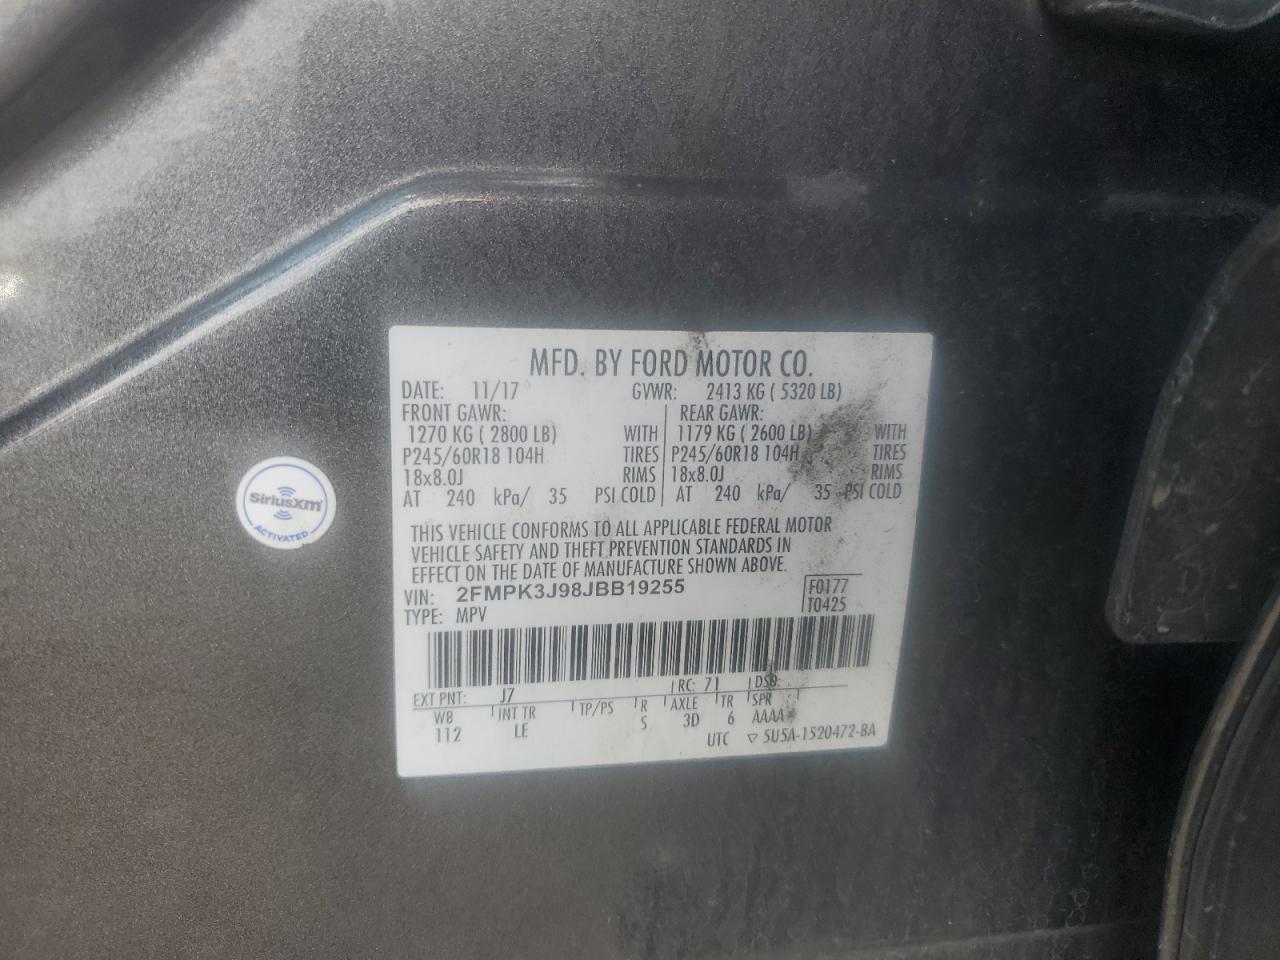 MFD. BY FORD MOTOR CO.
DATE: 11/17 GVWR: 2413 KG ( 5320 LB)
FRONT GAWR: REAR GAWR:
1270 KG ( 2800 LB) WITH 1179 KG ( 2600 LB) WITH
P245/60R18 104H TIRES P245/60R18 104H TIRES
18x8.0J RIMS 18x8.0J RIMS
AT 240 kPa/ 35 PSI COLD AT 240 kPa/ 35 PSI COLD
THIS VEHICLE CONFORMS TO ALL APPLICABLE FEDERAL MOTOR
VEHICLE SAFETY AND THEFT PREVENTION STANDARDS IN
EFFECT ON THE DATE OF MANUFACTURE SHOWN ABOVE.
VIN: 2FMPK3J98JBB19255 F0177
TYPE: MPV T0425
EXT PNT: J7 RC: 71 DSO:
WB INT TR TP/PS R AXLE TR SPR
112 LE S 3D 6 AAAA
UTC ▽ 5U5A-1520472-BA
SiriusXM
ACTIVATED